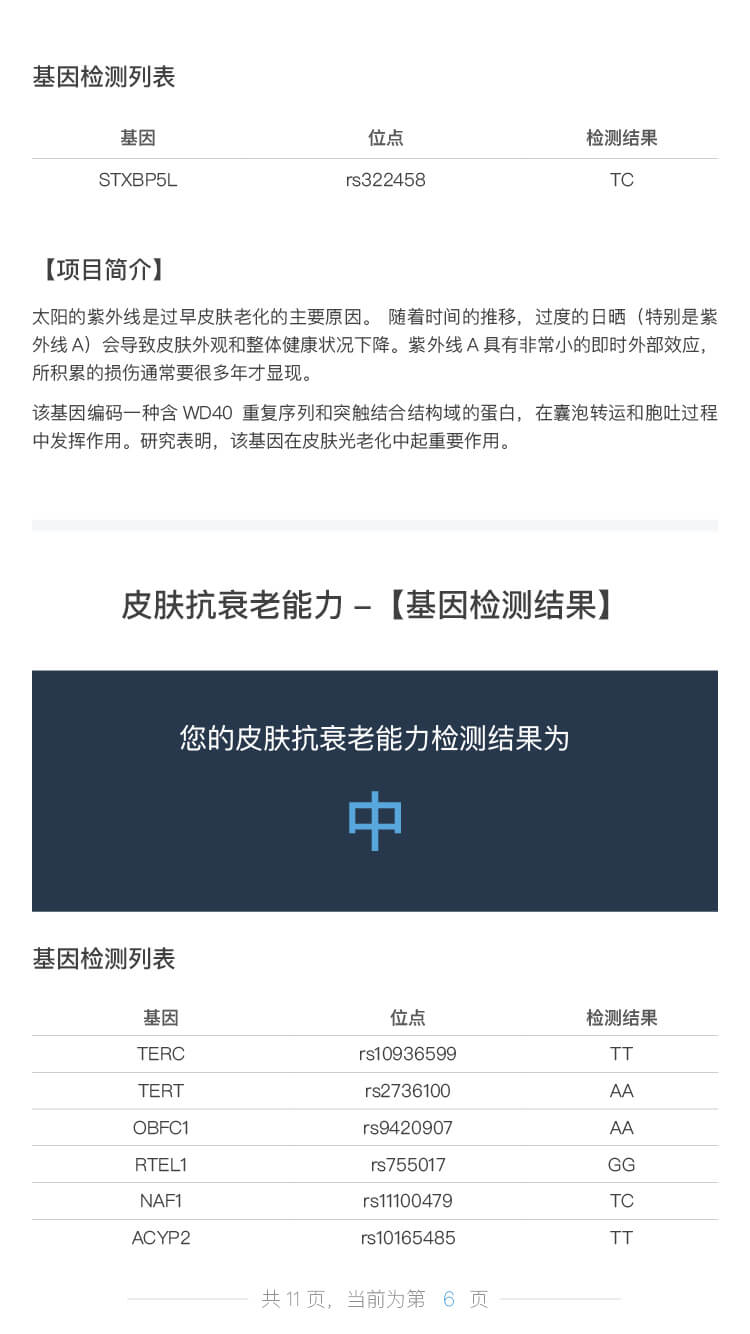 基因检测列表
基因 位点 检测结果
STXBP5L rs322458 TC
【项目简介】
太阳的紫外线是过早皮肤老化的主要原因。 随着时间的推移，过度的日晒（特别是紫
外线 A）会导致皮肤外观和整体健康状况下降。紫外线 A 具有非常小的即时外部效应，
所积累的损伤通常要很多年才显现。
该基因编码一种含 WD40 重复序列和突触结合结构域的蛋白，在囊泡转运和胞吐过程
中发挥作用。研究表明，该基因在皮肤光老化中起重要作用。
皮肤抗衰老能力 –【基因检测结果】
您的皮肤抗衰老能力检测结果为
中
基因检测列表
基因 位点 检测结果
TERC rs10936599 TT
TERT rs2736100 AA
OBFC1 rs9420907 AA
RTEL1 rs755017 GG
NAF1 rs11100479 TC
ACYP2 rs10165485 TT
共 11 页，当前为第 6 页